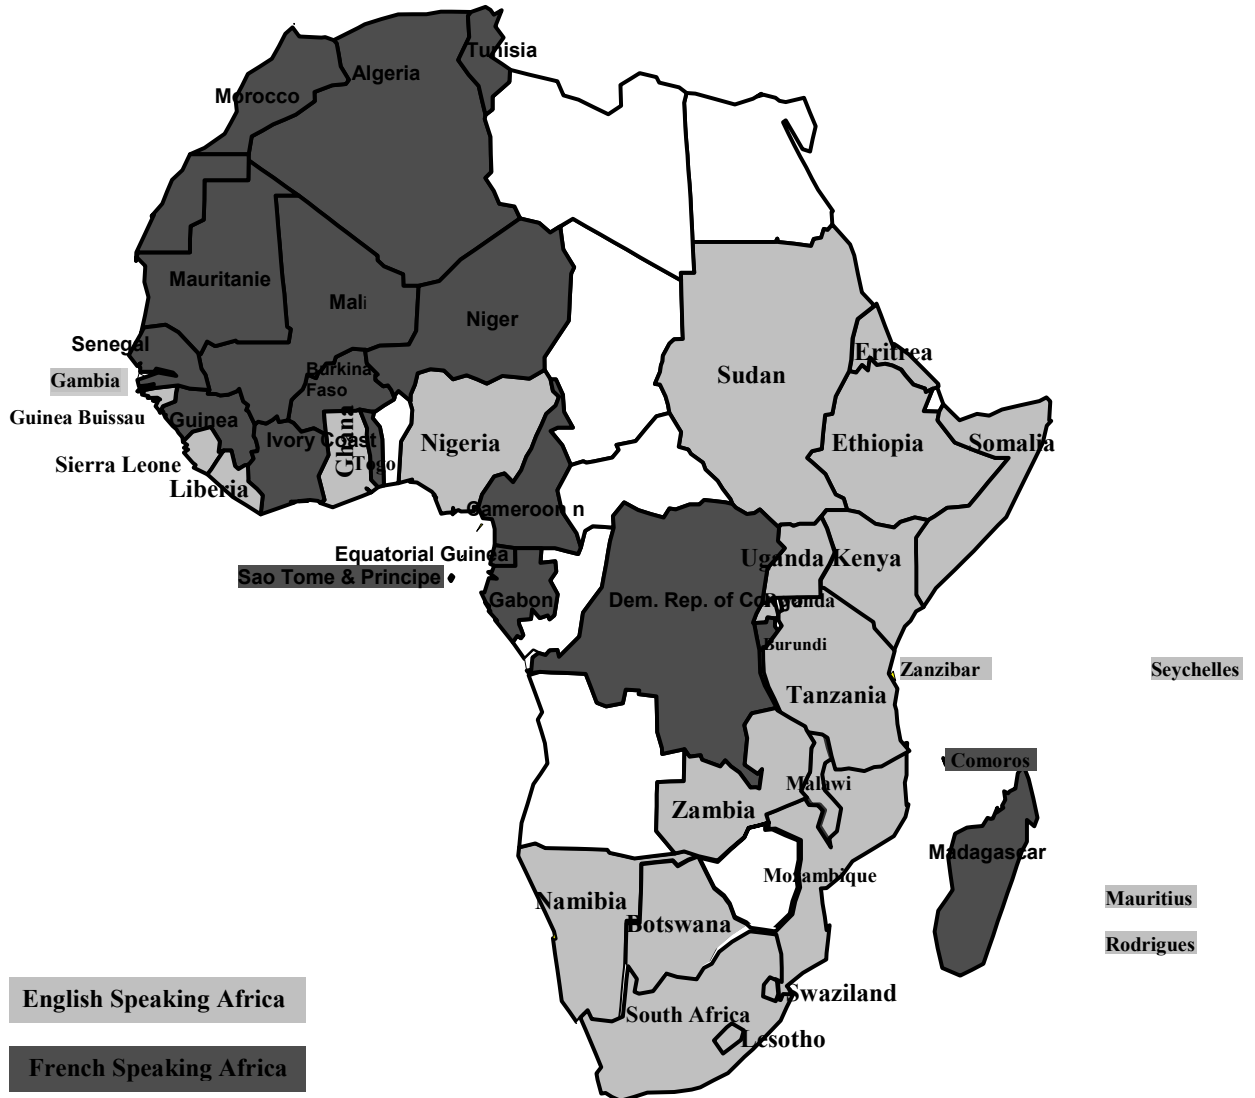 Tunisia
Algeria
Morocco
Mauritanie
Mali
Niger
Senegal
Gambia
Burkina
Faso
Sudan
Eritrea
Guinea Buissau
Guinea
Ivory Coast
Ghana
Togo
Nigeria
Ethiopia
Somalia
Sierra Leone
Liberia
Cameroon n
Equatorial Guinea
Sao Tome & Principe
Gabon
Uganda
Kenya
Dem. Rep. of Congo
Rwanda
Burundi
Zanzibar
Seychelles
Tanzania
Comoros
Malawi
Zambia
Madagascar
Mozambique
Namibia
Botswana
Mauritius
Rodrigues
Swaziland
South Africa
Lesotho
English Speaking Africa
French Speaking Africa